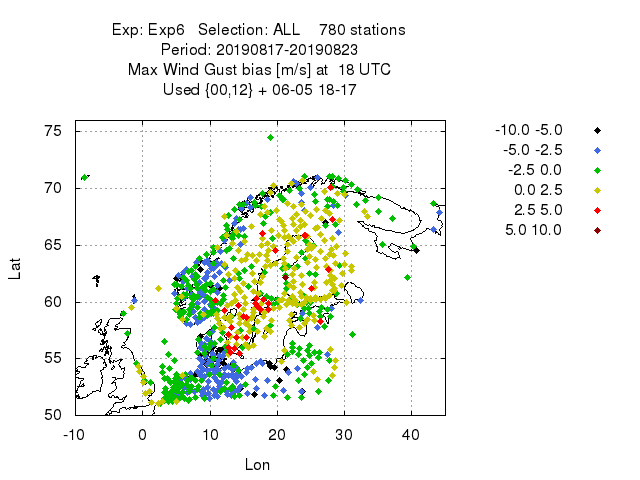 Exp: Exp6 Selection: ALL 780 stations
Period: 20190817-20190823
Max Wind Gust bias [m/s] at 18 UTC
Used {00,12} + 06-05 18-17
75
70
65
60
55
50
-10 0 10 20 30 40
Lat
Lon
-10.0 -5.0
-5.0 -2.5
-2.5 0.0
0.0 2.5
2.5 5.0
5.0 10.0